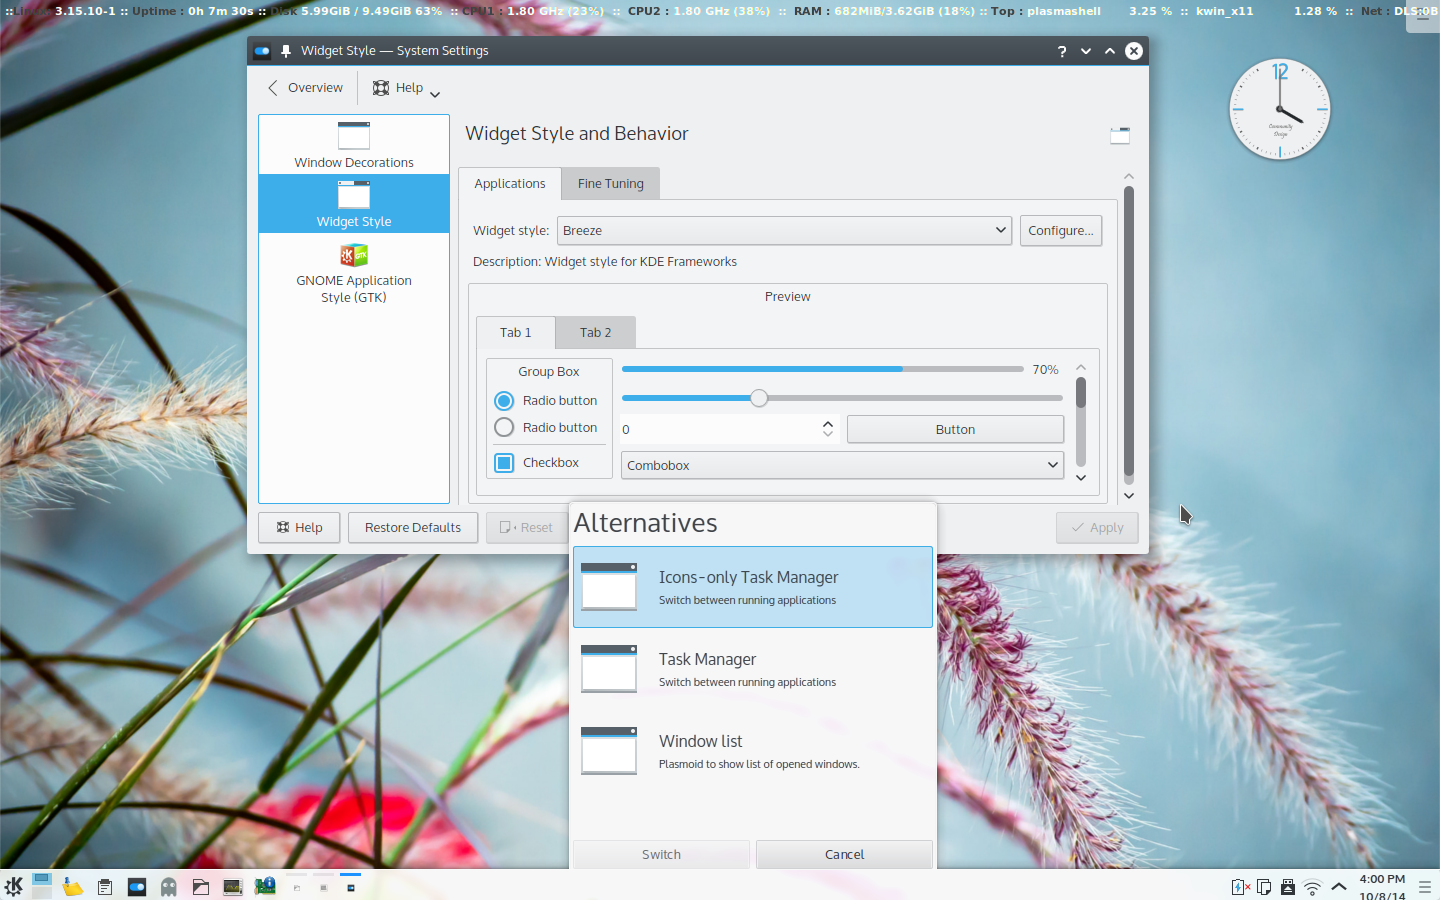 ::Linux 3.15.10-1 :: Uptime : 0h 7m 30s :: Disk 5.99GiB / 9.49GiB 63% :: CPU1 : 1.80 GHz (23%) :: CPU2 : 1.80 GHz (38%) :: RAM : 682MiB/3.62GiB (18%) :: Top : plasmashell 3.25 % :: kwin_x11 1.28 % :: Net :
Widget Style — System Settings
Overview
Help
12
Community
Design
Window Decorations
Widget Style
GNOME Application
Style (GTK)
Widget Style and Behavior
Applications
Fine Tuning
Widget style:
Breeze
Configure...
Description: Widget style for KDE Frameworks
Preview
Tab 1
Tab 2
Group Box
Radio button
Radio button
Checkbox
70%
0
Button
Combobox
Help
Restore Defaults
Reset
Apply
Alternatives
Icons-only Task Manager
Switch between running applications
Task Manager
Switch between running applications
Window list
Plasmoid to show list of opened windows.
Switch
Cancel
4:00 PM
10/8/14